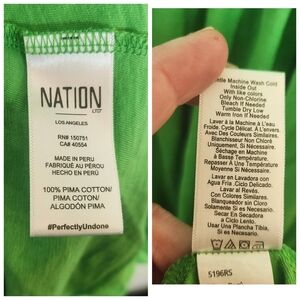 NATION
LTD
LOS ANGELES
RN# 150751
CA# 40554
MADE IN PERU
FABRIQUÉ AU PÉROU
HECHO EN PERÚ
100% PIMA COTTON/
PIMA COTTON/
ALGODÓN PIMA
#PerfectlyUndone
Machine Wash Cold
Inside Out
With like colors
Only Non-Chlorine
Bleach If Needed
Tumble Dry Low
Warm Iron If Needed
Laver à la Machine à L'eau
Froide. Cycle Délicat. À L'envers
Avec Des Couleurs Similaires.
Blanchiment Non Chloré
Uniquement, Si Nécessaire.
Séchage en Machine
à Basse Température
Repasser À Une Température
Moyenne Si Nécessaire.
Lavar en Lavadora con
Agua Fria .Ciclo Delicado.
Lavar al Revés.
Con Colores Similares.
Blanqueador sin Cloro
Solamente Si es Necesario.
Secar En Secadora
a Ciclo Lento.
Usar Una Plancha Tibia,
Si es Necesario.
5196RS